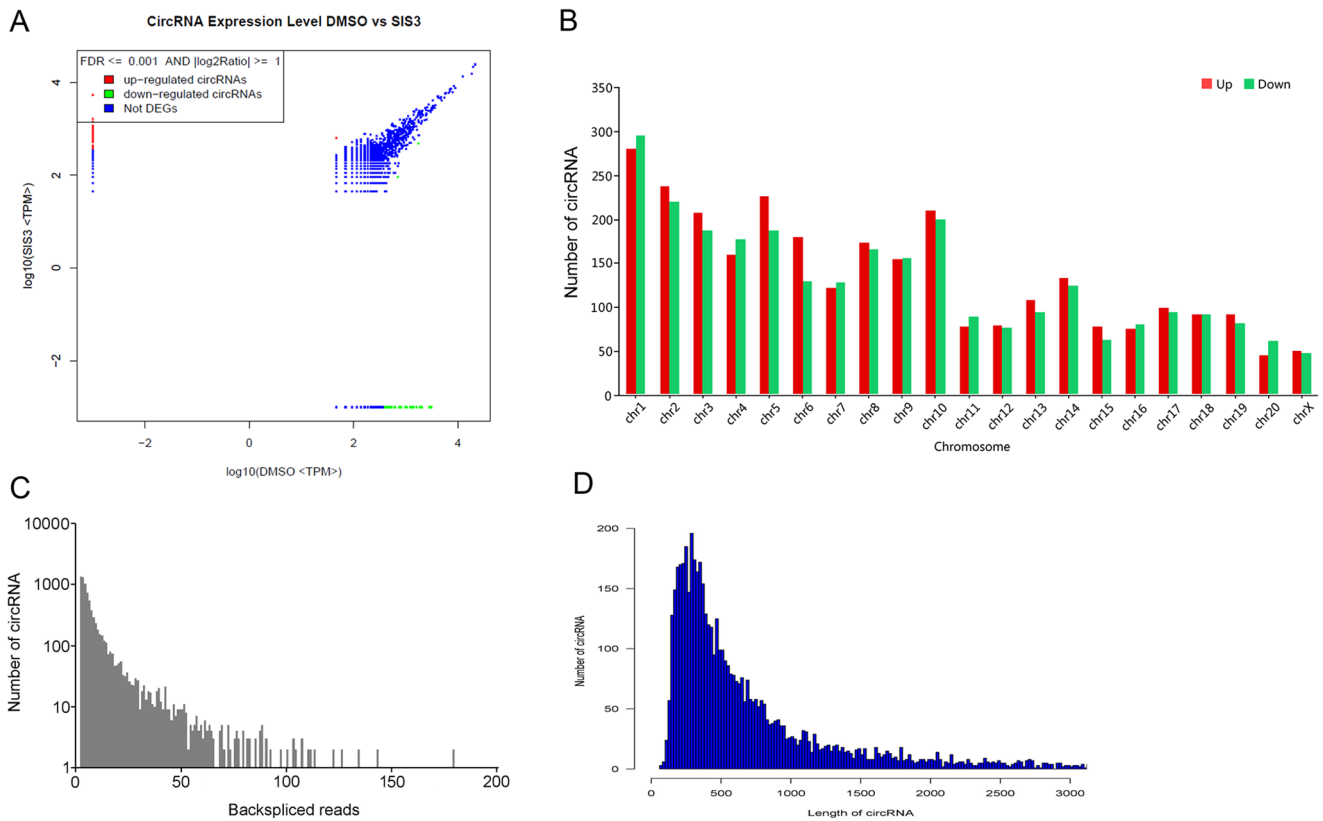 A
CircRNA Expression Level DMSO vs SIS3
FDR <= 0.001 AND |log2Ratio| >= 1
up−regulated circRNAs
down−regulated circRNAs
Not DEGs
4
2
0
−2
log10(SIS3 <TPM>)
−2 0 2 4
log10(DMSO <TPM>)
B
Up Down
350
300
250
200
150
100
50
0
Number of circRNA
chr1 chr2 chr3 chr4 chr5 chr6 chr7 chr8 chr9 chr10 chr11 chr12 chr13 chr14 chr15 chr16 chr17 chr18 chr19 chr20 chrX
Chromosome
C
10000
1000
100
10
1
Number of circRNA
0 50 100 150 200
Backspliced reads
D
200
150
100
50
0
Number of circRNA
0 500 1000 1500 2000 2500 3000
Length of circRNA